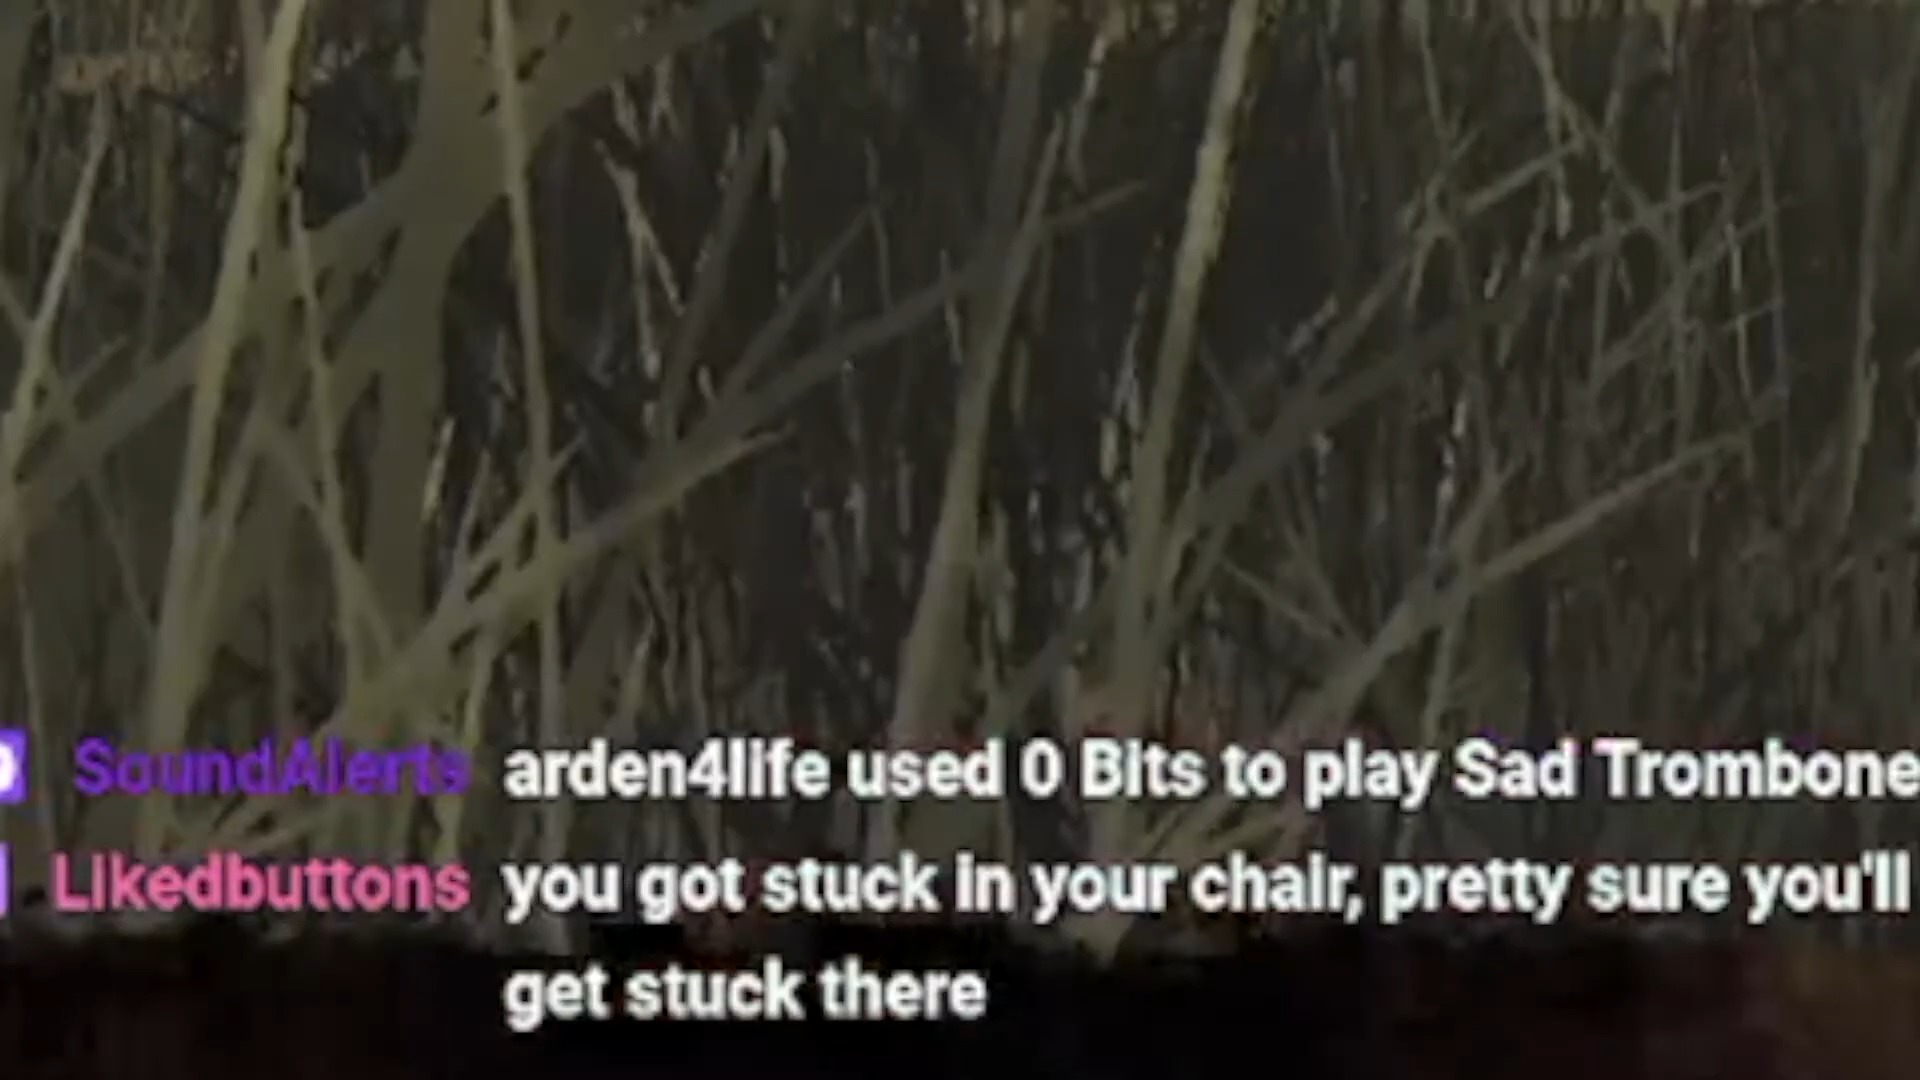 SoundAlerts arden4life used 0 Bits to play Sad Trombone
Likedbuttons you got stuck in your chair, pretty sure you'll
get stuck there